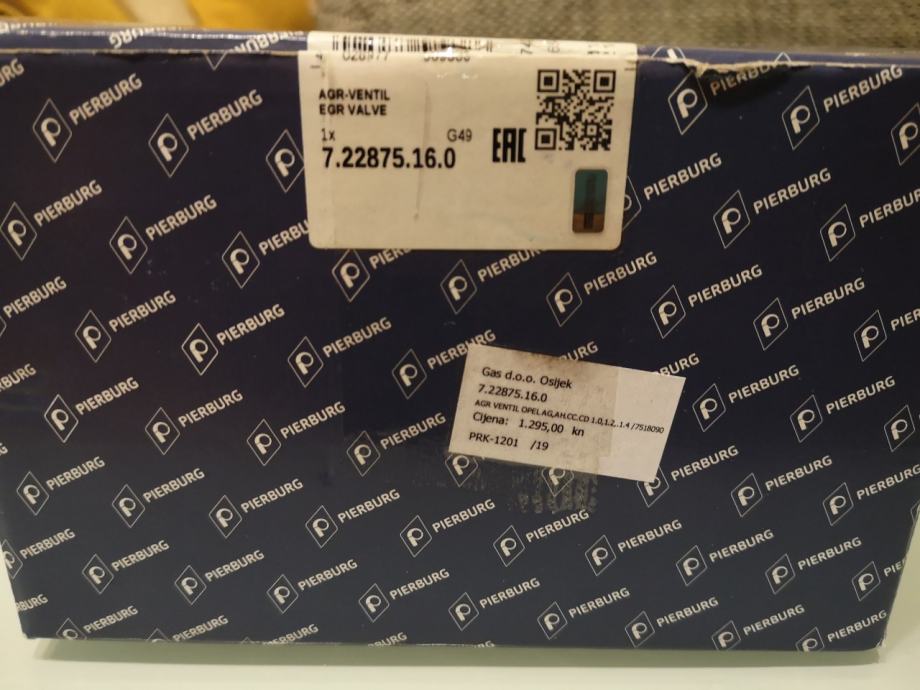 AGR-VENTIL
EGR VALVE
1x G49
7.22875.16.0
EAC
PIERBURG
Gas d.o.o. Osijek
7.22875.16.0
AGR VENTIL OPEL AG,AH.CC.CD 1.0,1.2,.1.4 /7518090
Cijena: 1.295,00 kn
PRK-1201 /19